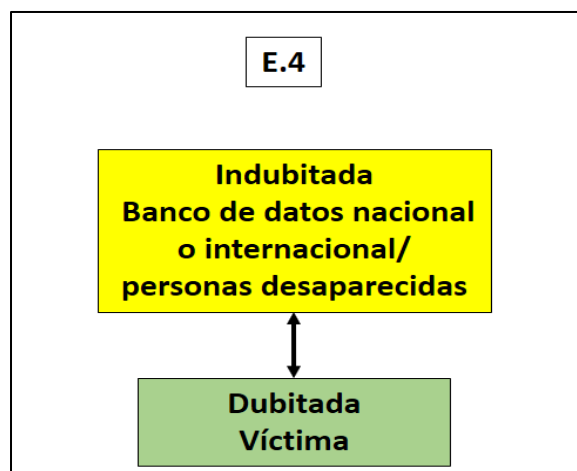 E.4
Indubitada
Banco de datos nacional
o internacional/
personas desaparecidas
Dubitada
Víctima